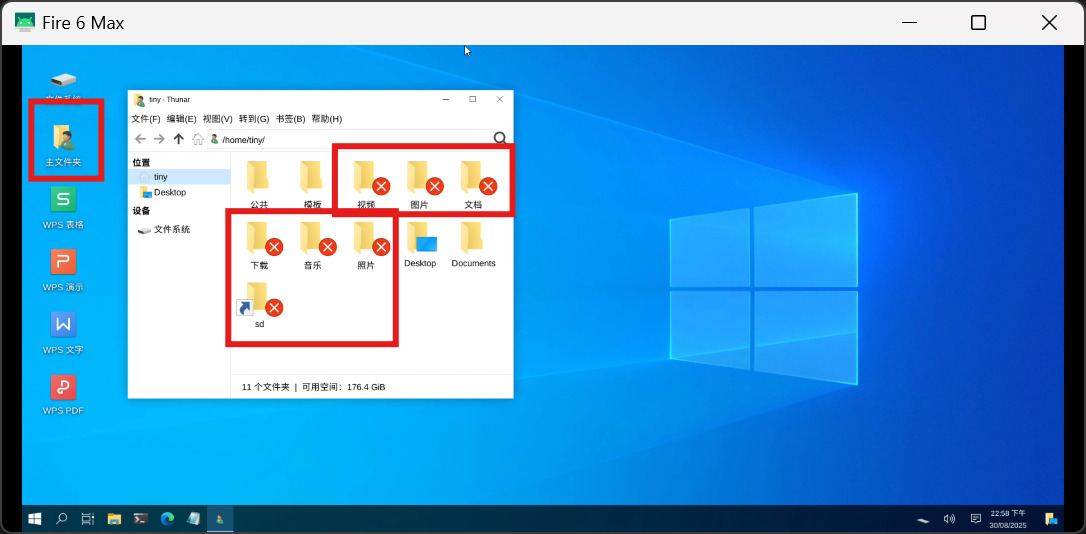 Fire 6 Max
主文件夹
WPS 表格
WPS 演示
WPS 文字
WPS PDF
tiny - Thunar
文件(F) 编辑(E) 视图(V) 转到(G) 书签(B) 帮助(H)
/home/tiny/
位置
tiny
Desktop
设备
文件系统
公共 模板 视频 图片 文档
下载 音乐 照片 Desktop Documents
sd
11 个文件夹 | 可用空间: 176.4 GiB
22:58 下午
30/08/2025